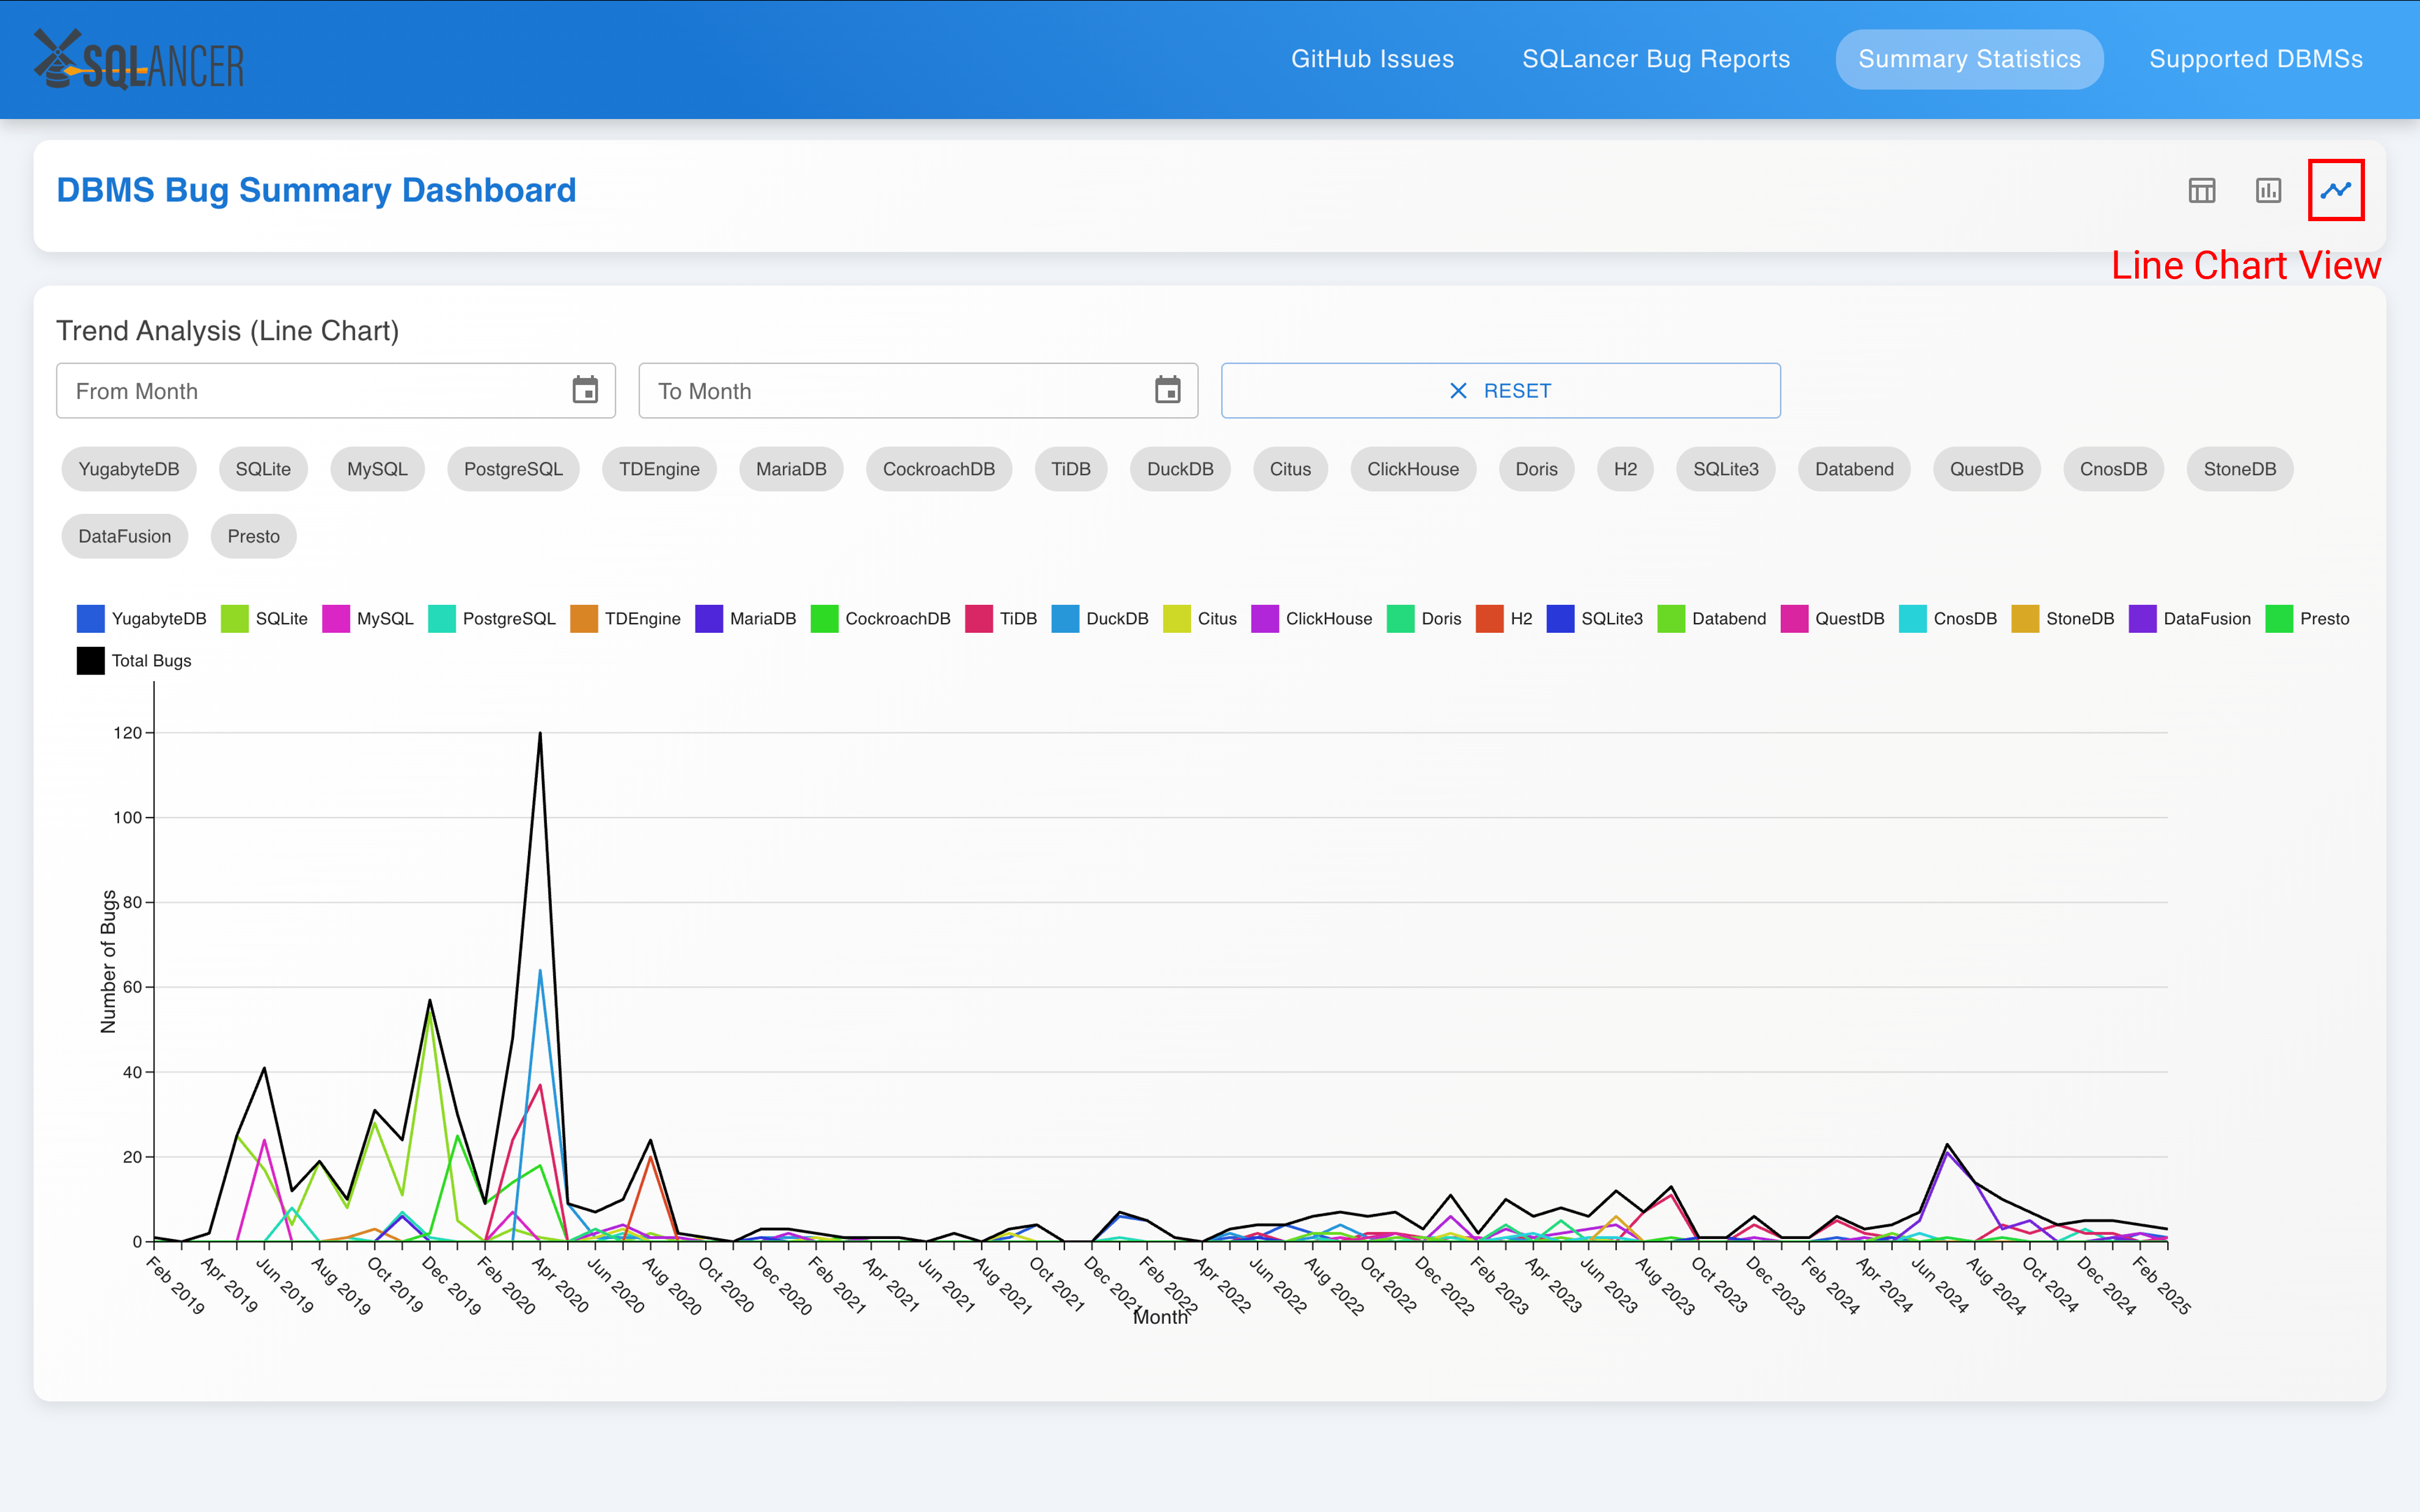 SQLANCER
GitHub Issues SQLancer Bug Reports Summary Statistics Supported DBMSs
DBMS Bug Summary Dashboard
Line Chart View
Trend Analysis (Line Chart)
From Month To Month RESET
YugabyteDB SQLite MySQL PostgreSQL TDEngine MariaDB CockroachDB TiDB DuckDB Citus ClickHouse Doris H2 SQLite3 Databend QuestDB CnosDB StoneDB
DataFusion Presto
YugabyteDB SQLite MySQL PostgreSQL TDEngine MariaDB CockroachDB TiDB DuckDB Citus ClickHouse Doris H2 SQLite3 Databend QuestDB CnosDB StoneDB DataFusion Presto
Total Bugs
120
100
80
60
40
20
0
Number of Bugs
Feb 2019 Apr 2019 Jun 2019 Aug 2019 Oct 2019 Dec 2019 Feb 2020 Apr 2020 Jun 2020 Aug 2020 Oct 2020 Dec 2020 Feb 2021 Apr 2021 Jun 2021 Aug 2021 Oct 2021 Dec 2021 Feb 2022 Apr 2022 Jun 2022 Aug 2022 Oct 2022 Dec 2022 Feb 2023 Apr 2023 Jun 2023 Aug 2023 Oct 2023 Dec 2023 Feb 2024 Apr 2024 Jun 2024 Aug 2024 Oct 2024 Dec 2024 Feb 2025
Month